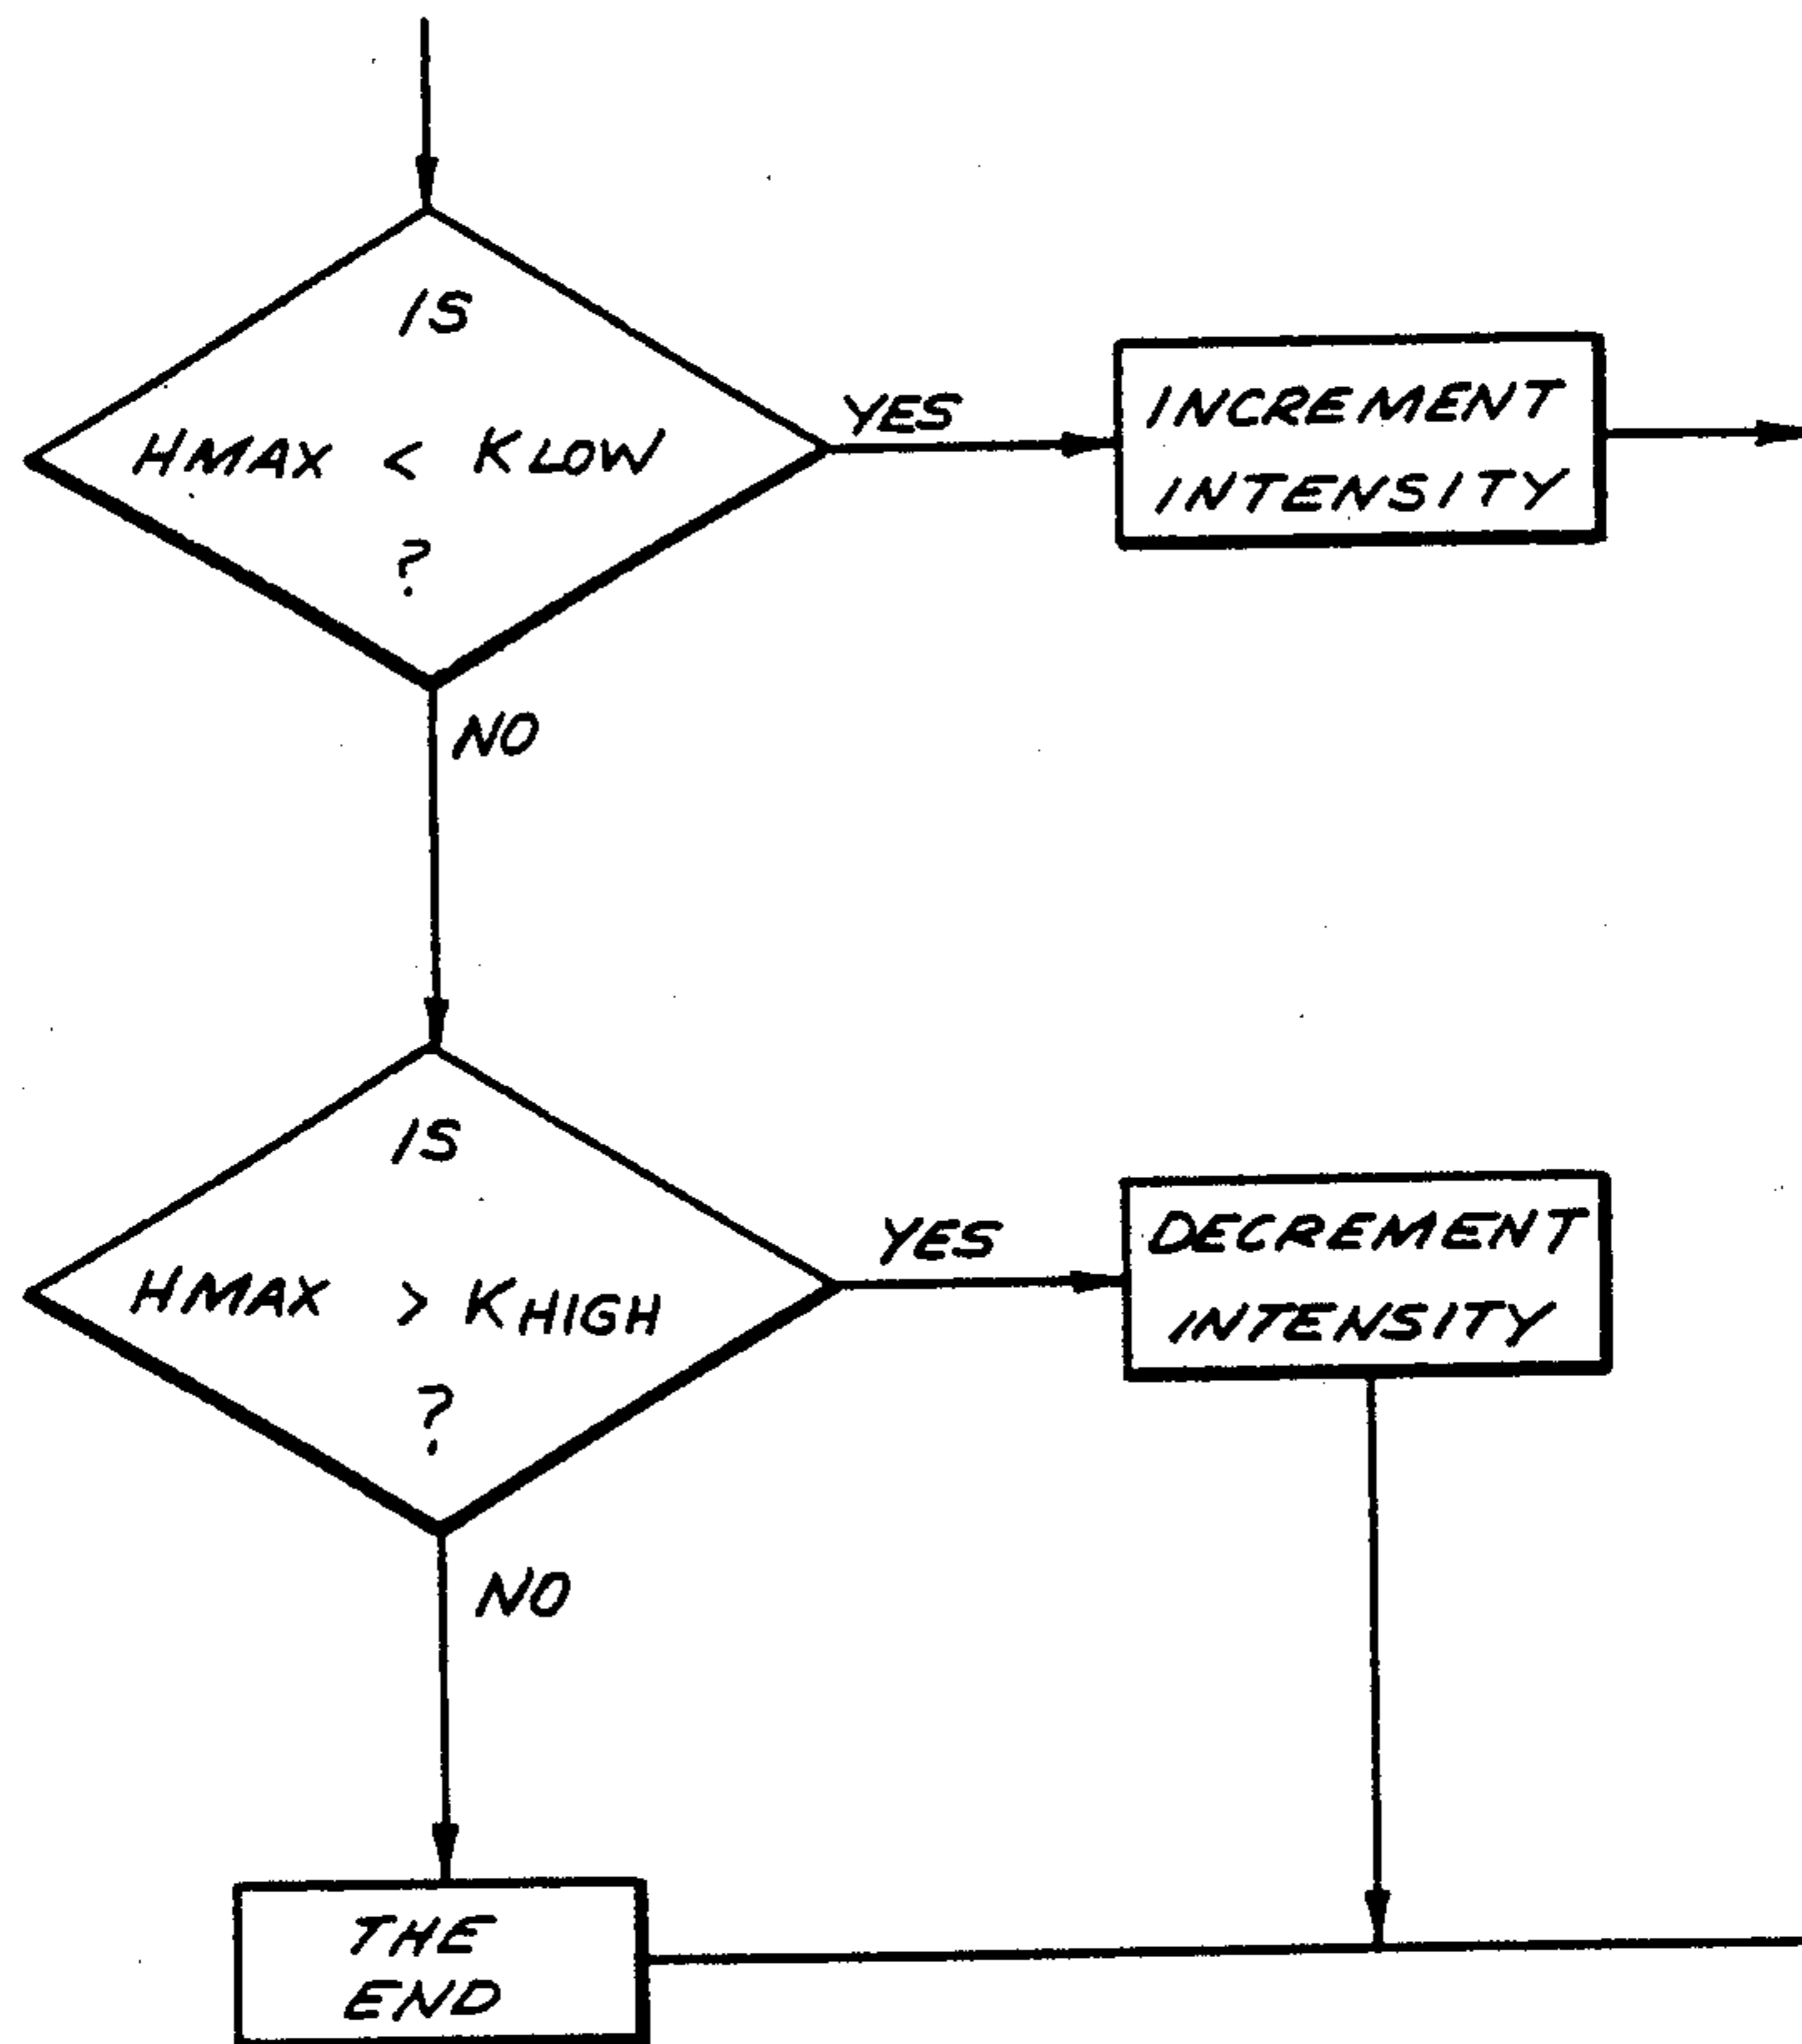 IS
HMAX < KLOW
?
YES
INCREMENT
INTENSITY
NO
IS
HMAX > KHIGH
?
YES
DECREMENT
INTENSITY
NO
THE
END